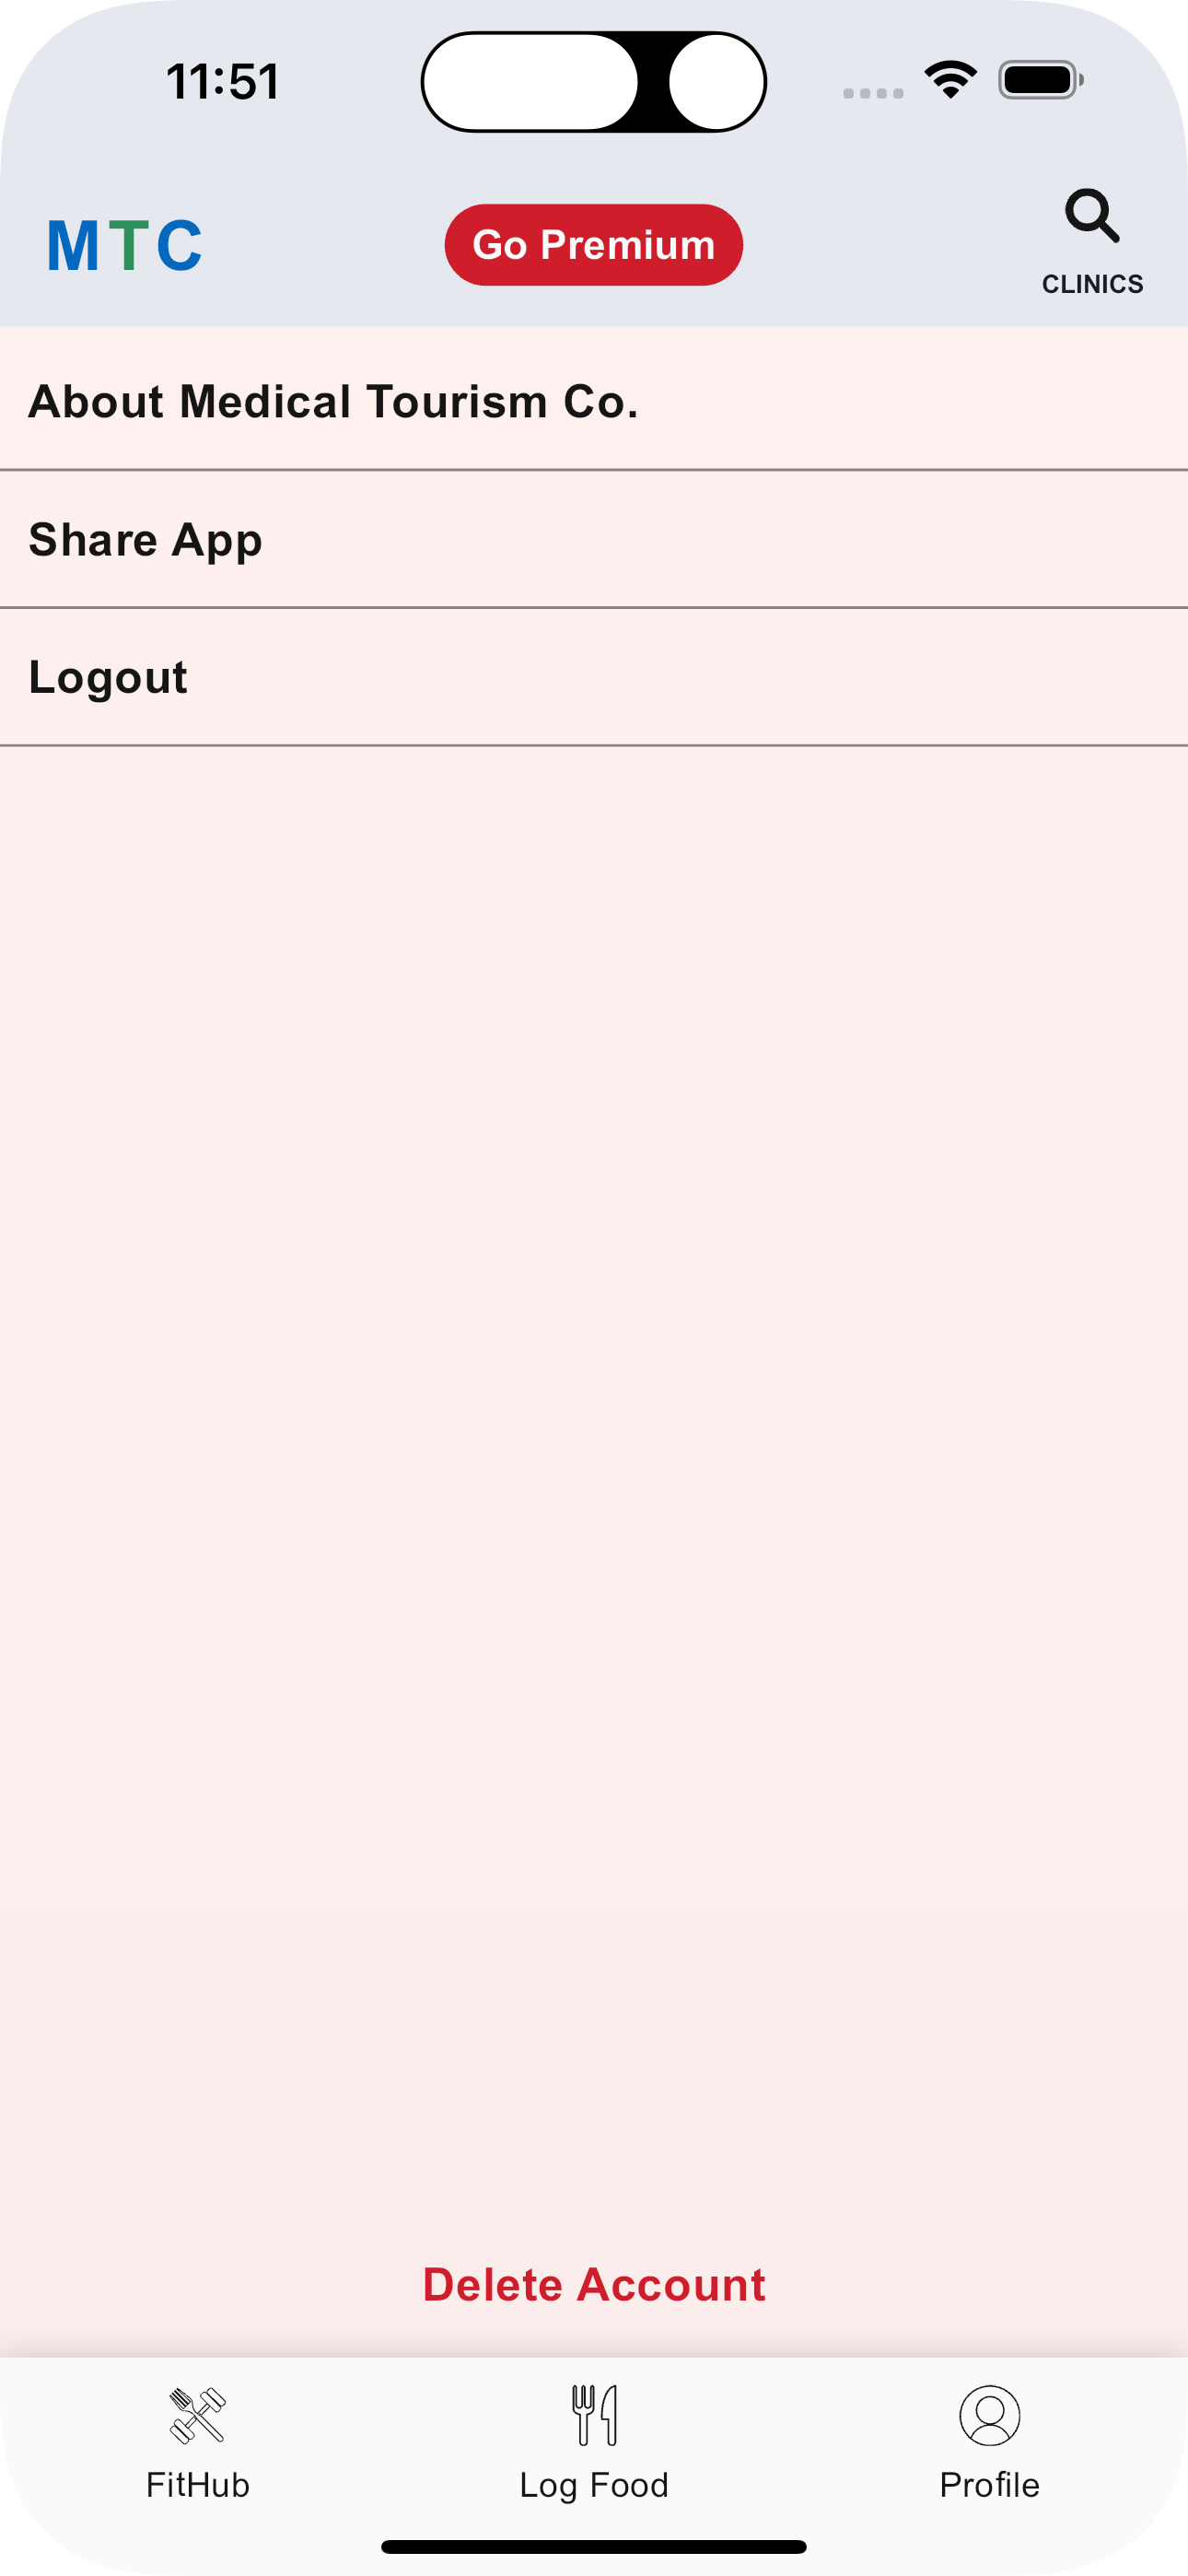 11:51
MTC
Go Premium
CLINICS
About Medical Tourism Co.
Share App
Logout
Delete Account
FitHub
Log Food
Profile